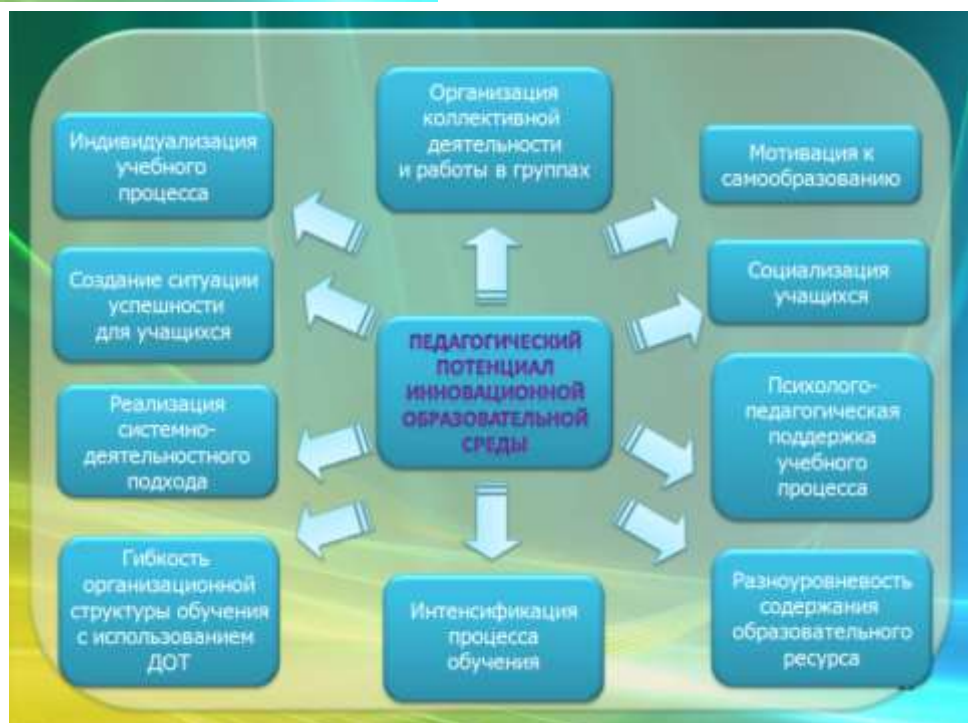 Организация
коллективной
деятельности
и работы в группах
Индивидуализация
учебного
процесса
Мотивация к
самообразованию
Создание ситуации
успешности
для учащихся
Социализация
учащихся
ПЕДАГОГИЧЕСКИЙ
ПОТЕНЦИАЛ
ИННОВАЦИОННОЙ
ОБРАЗОВАТЕЛЬНОЙ
СРЕДЫ
Реализация
системно-
деятельностного
подхода
Психолого-
педагогическая
поддержка
учебного
процесса
Гибкость
организационной
структуры обучения
с использованием
ДОТ
Интенсификация
процесса
обучения
Разноуровневость
содержания
образовательного
ресурса